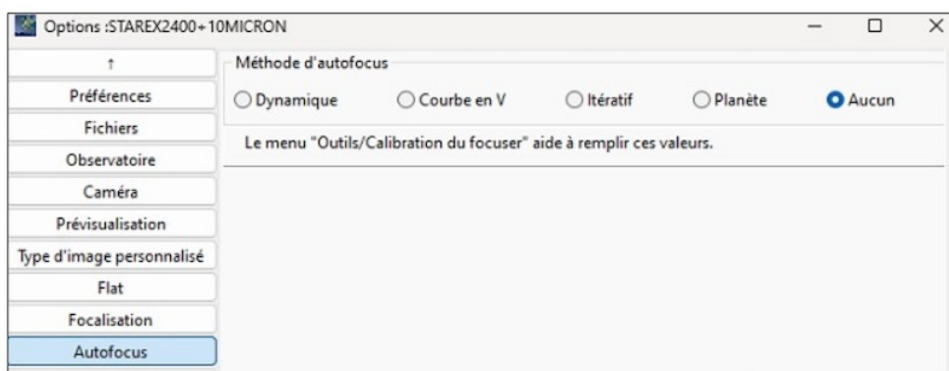 Options :STAREX2400+10MICRON
↑
Préférences
Fichiers
Observatoire
Caméra
Prévisualisation
Type d'image personnalisé
Flat
Focalisation
Autofocus
Méthode d'autofocus
Dynamique Courbe en V Itératif Planète Aucun
Le menu "Outils/Calibration du focuser" aide à remplir ces valeurs.